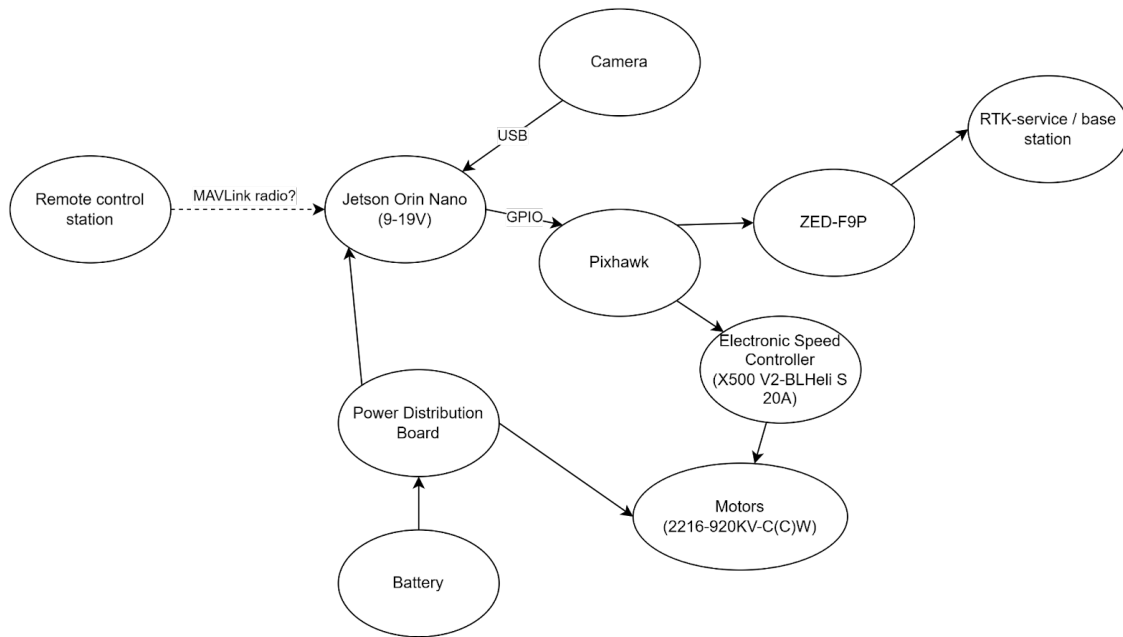 Camera
RTK-service / base
station
USB
Remote control
station
MAVLink radio?
Jetson Orin Nano
(9-19V)
GPIO
Pixhawk
ZED-F9P
Electronic Speed
Controller
(X500 V2-BLHeli S
20A)
Power Distribution
Board
Motors
(2216-920KV-C(C)W)
Battery